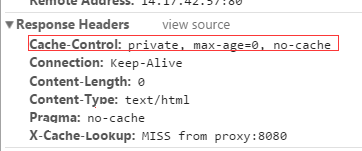 Remote Address: 14.17.42.57:80
▼Response Headers view source
Cache-Control: private, max-age=0, no-cache
Connection: Keep-Alive
Content-Length: 0
Content-Type: text/html
Pragma: no-cache
X-Cache-Lookup: MISS from proxy:8080